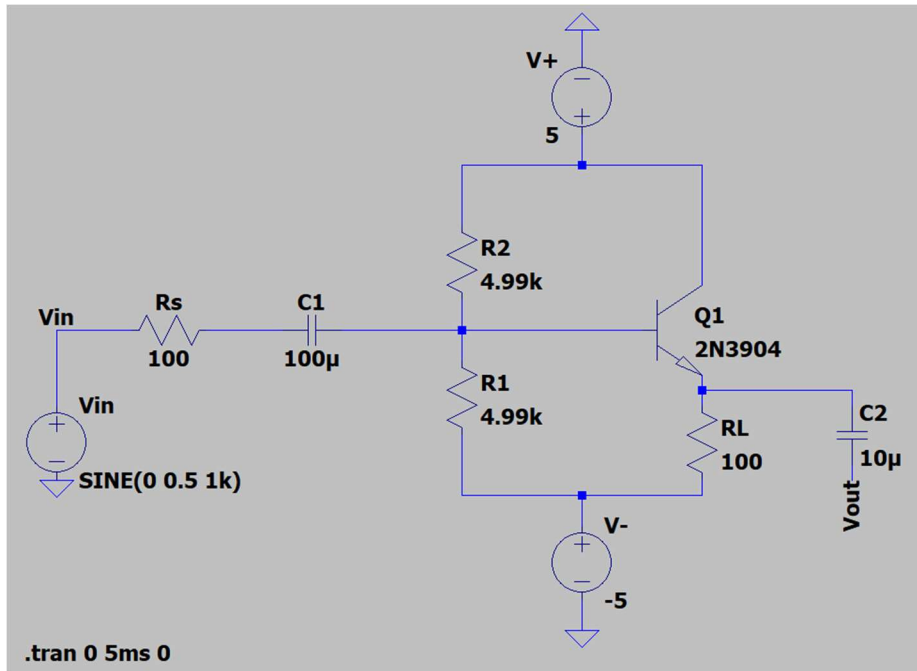 V+
5
R2
4.99k
Vin
Rs
100
C1
100µ
Q1
2N3904
Vin
SINE(0 0.5 1k)
R1
4.99k
RL
100
C2
10µ
Vout
V-
-5
.tran 0 5ms 0